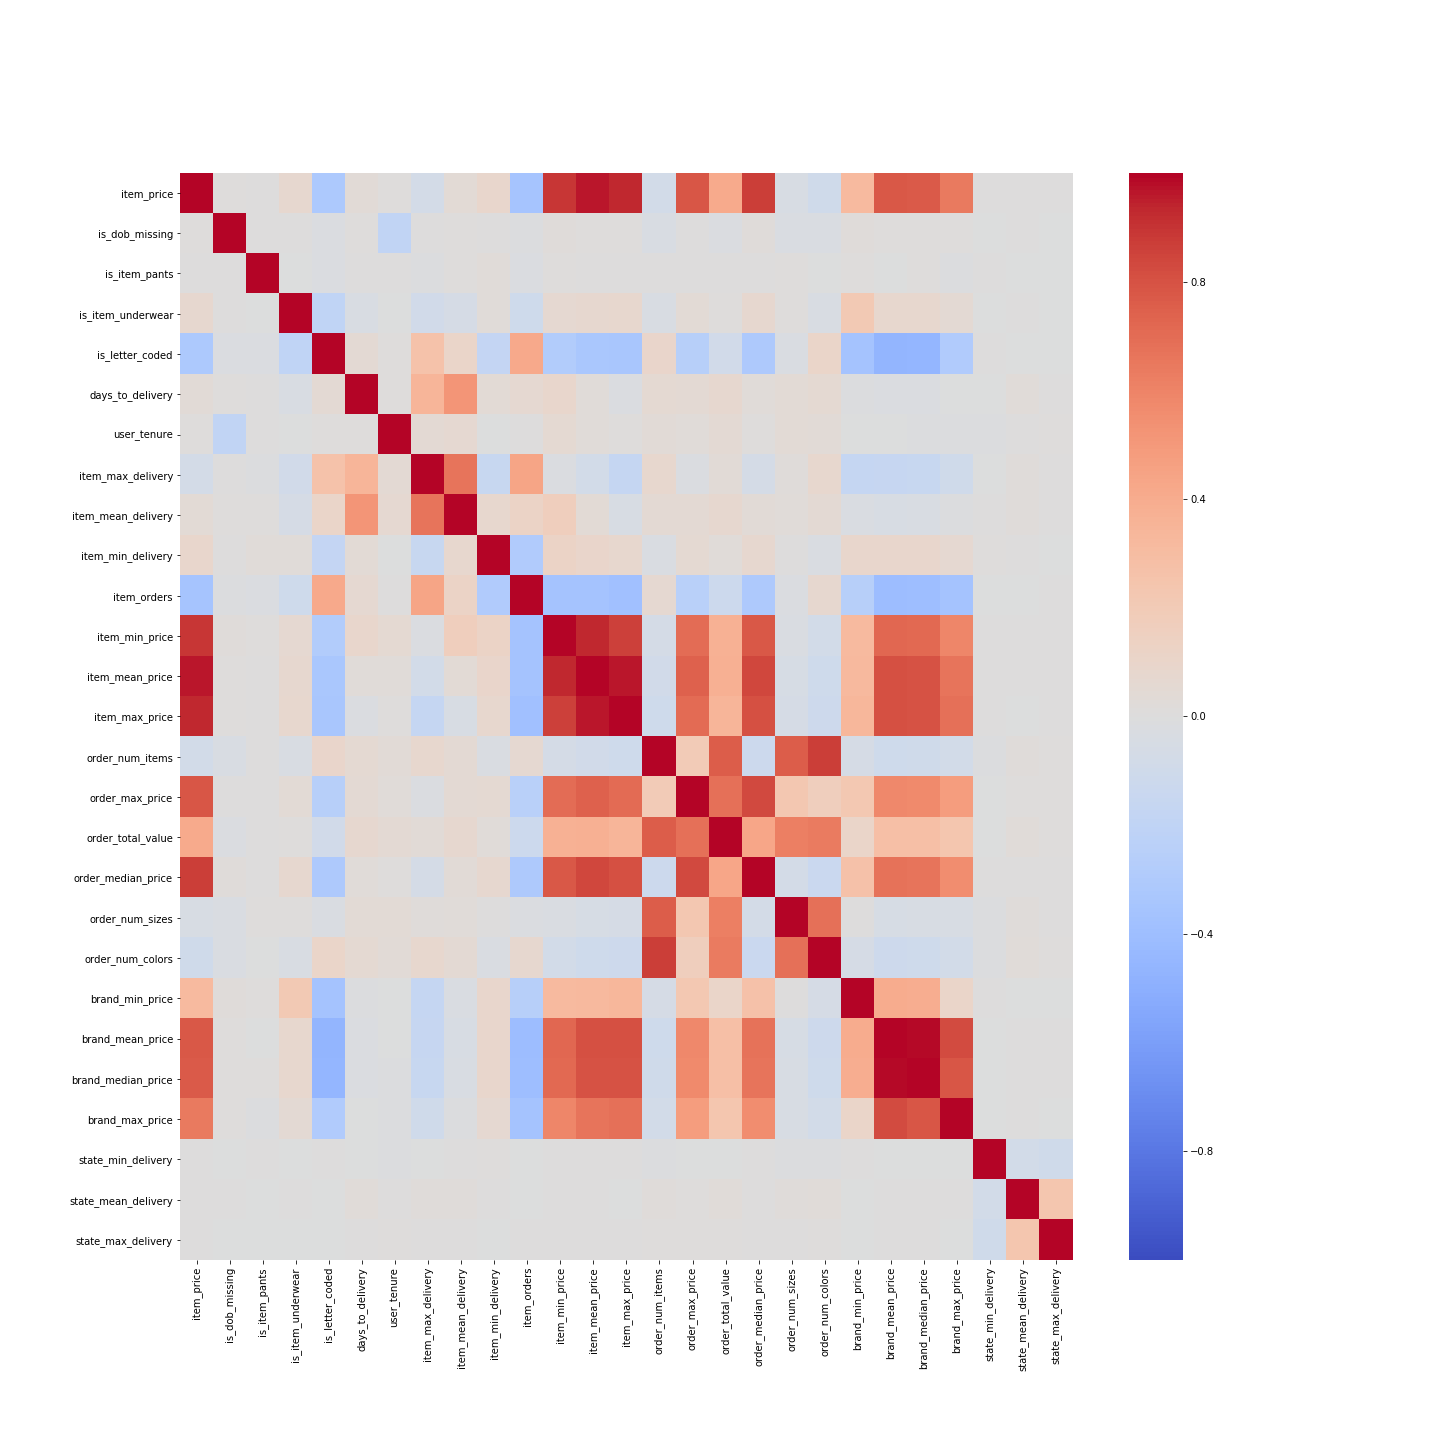 item_price
is_dob_missing
is_item_pants
is_item_underwear
is_letter_coded
days_to_delivery
user_tenure
item_max_delivery
item_mean_delivery
item_min_delivery
item_orders
item_min_price
item_mean_price
item_max_price
order_num_items
order_max_price
order_total_value
order_median_price
order_num_sizes
order_num_colors
brand_min_price
brand_mean_price
brand_median_price
brand_max_price
state_min_delivery
state_mean_delivery
state_max_delivery
item_price
is_dob_missing
is_item_pants
is_item_underwear
is_letter_coded
days_to_delivery
user_tenure
item_max_delivery
item_mean_delivery
item_min_delivery
item_orders
item_min_price
item_mean_price
item_max_price
order_num_items
order_max_price
order_total_value
order_median_price
order_num_sizes
order_num_colors
brand_min_price
brand_mean_price
brand_median_price
brand_max_price
state_min_delivery
state_mean_delivery
state_max_delivery
0.8
0.4
0.0
−0.4
−0.8